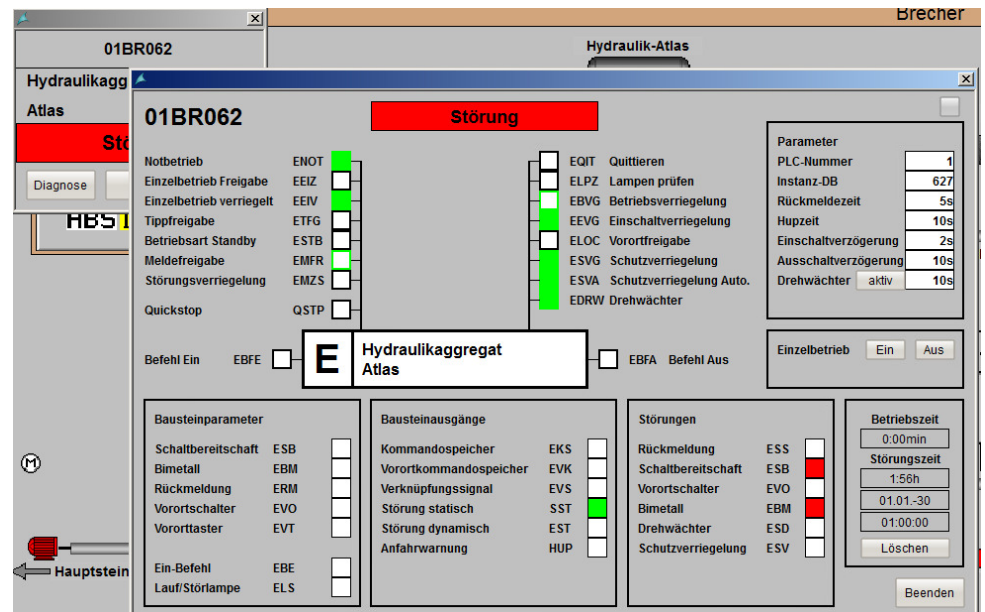 Brecher
01BR062
Hydraulik-Atlas
Hydraulikagg
Atlas
Diagnose
Hauptstein
M
01BR062
Störung
Notbetrieb ENOT
Einzelbetrieb Freigabe EEIZ
Einzelbetrieb verriegelt EEIV
Tippfreigabe ETFG
Betriebsart Standby ESTB
Meldefreigabe EMFR
Störungsverriegelung EMZS
Quickstop QSTP
EQIT Quittieren
ELPZ Lampen prüfen
EBVG Betriebsverriegelung
EEVG Einschaltverriegelung
ELOC Vorortfreigabe
ESVG Schutzverriegelung
ESVA Schutzverriegelung Auto.
EDRW Drehwächter
Parameter
PLC-Nummer 1
Instanz-DB 627
Rückmeldezeit 5s
Hupzeit 10s
Einschaltverzögerung 2s
Ausschaltverzögerung 10s
Drehwächter aktiv 10s
Befehl Ein EBFE
E
Hydraulikaggregat
Atlas
EBFA Befehl Aus
Einzelbetrieb Ein Aus
Bausteinparameter
Schaltbereitschaft ESB
Bimetall EBM
Rückmeldung ERM
Vorortschalter EVO
Vororttaster EVT
Ein-Befehl EBE
Lauf/Störlampe ELS
Bausteinausgänge
Kommandospeicher EKS
Vorortkommandospeicher EVK
Verknüpfungssignal EVS
Störung statisch SST
Störung dynamisch EST
Anfahrwarnung HUP
Störungen
Rückmeldung ESS
Schaltbereitschaft ESB
Vorortschalter EVO
Bimetall EBM
Drehwächter ESD
Schutzverriegelung ESV
Betriebszeit
0:00min
Störungszeit
1:56h
01.01.-30
01:00:00
Löschen
Beenden